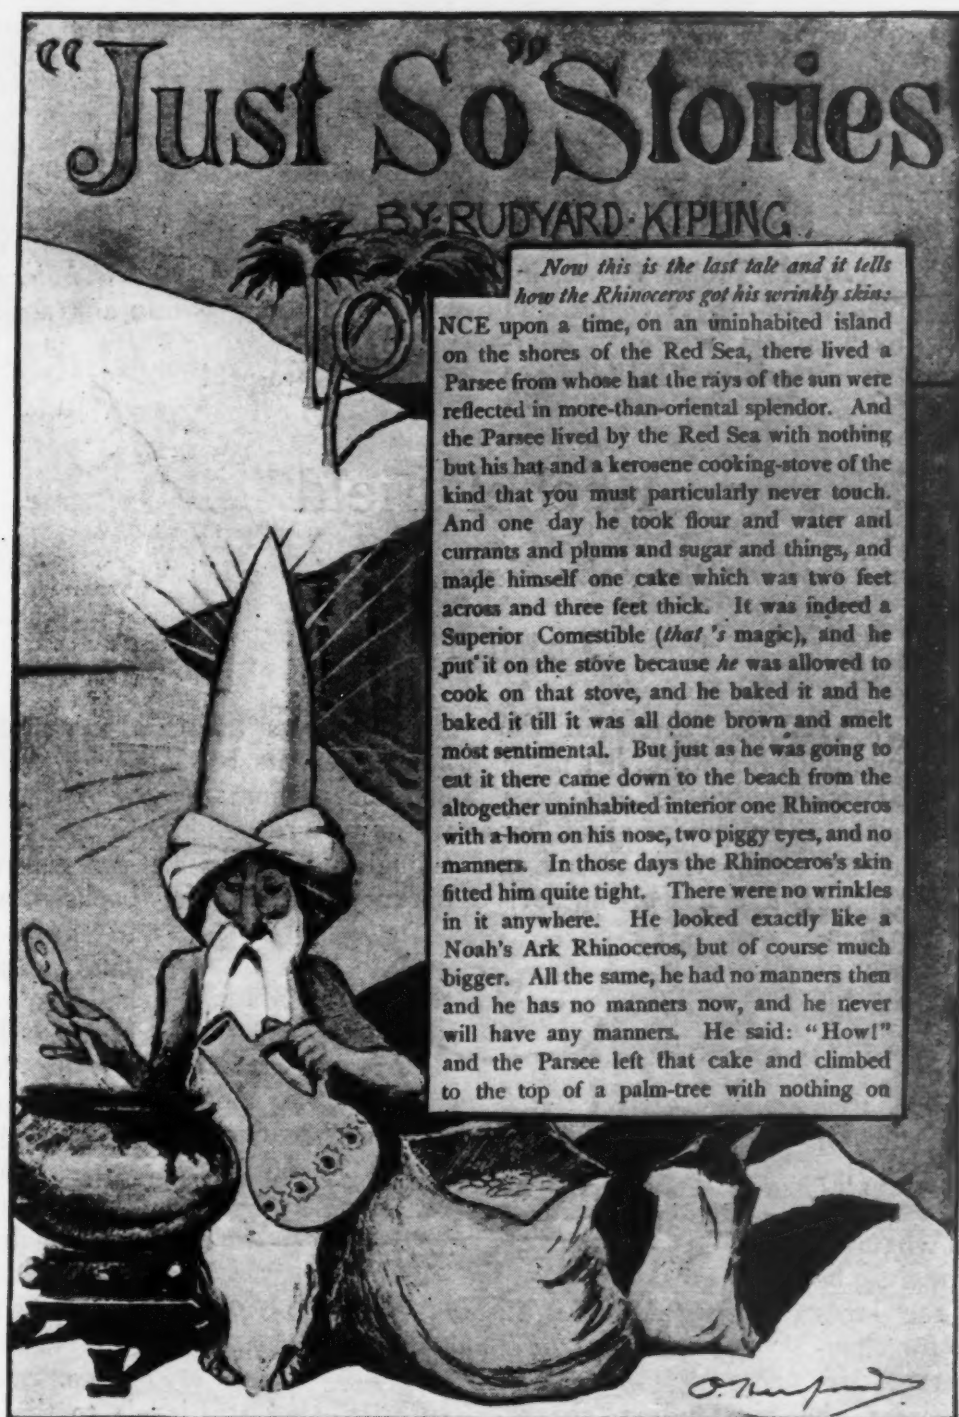 "Just So" Stories
BY·RUDYARD·KIPLING.
Now this is the last tale and it tells
how the Rhinoceros got his wrinkly skin:
ONCE upon a time, on an uninhabited island
on the shores of the Red Sea, there lived a
Parsee from whose hat the rays of the sun were
reflected in more-than-oriental splendor. And
the Parsee lived by the Red Sea with nothing
but his hat and a kerosene cooking-stove of the
kind that you must particularly never touch.
And one day he took flour and water and
currants and plums and sugar and things, and
made himself one cake which was two feet
across and three feet thick. It was indeed a
Superior Comestible (that 's magic), and he
put it on the stove because he was allowed to
cook on that stove, and he baked it and he
baked it till it was all done brown and smelt
most sentimental. But just as he was going to
eat it there came down to the beach from the
altogether uninhabited interior one Rhinoceros
with a horn on his nose, two piggy eyes, and no
manners. In those days the Rhinoceros's skin
fitted him quite tight. There were no wrinkles
in it anywhere. He looked exactly like a
Noah's Ark Rhinoceros, but of course much
bigger. All the same, he had no manners then
and he has no manners now, and he never
will have any manners. He said: "How!"
and the Parsee left that cake and climbed
to the top of a palm-tree with nothing on
O. Herford